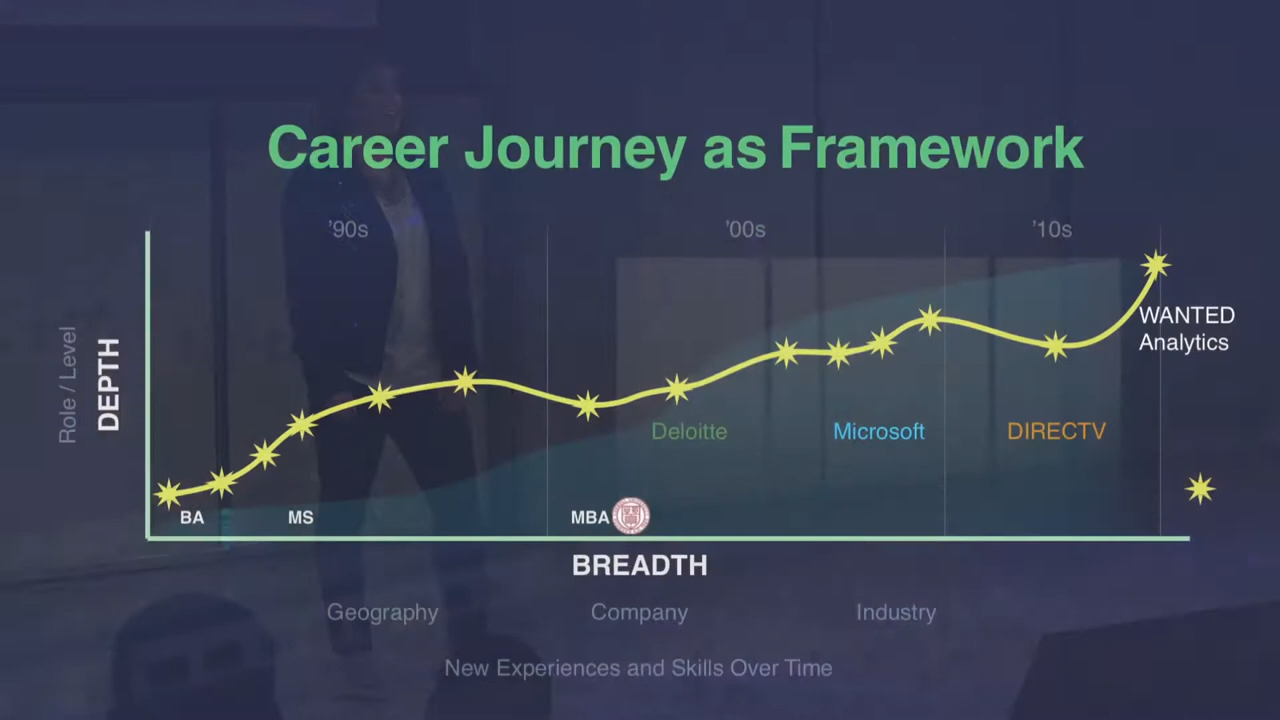 Career Journey as Framework
'90s
'00s
'10s
WANTED
Analytics
Role / Level
DEPTH
Deloitte
Microsoft
DIRECTV
BA
MS
MBA
BREADTH
Geography
Company
Industry
New Experiences and Skills Over Time